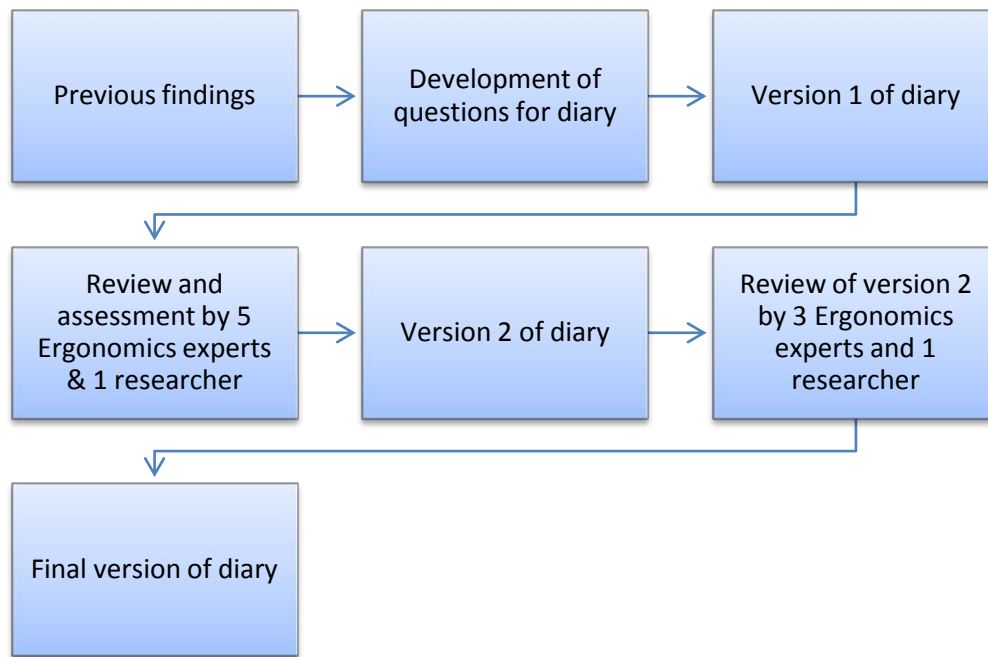 Previous findings
Development of
questions for diary
Version 1 of diary
Review and
assessment by 5
Ergonomics experts
& 1 researcher
Version 2 of diary
Review of version 2
by 3 Ergonomics
experts and 1
researcher
Final version of diary